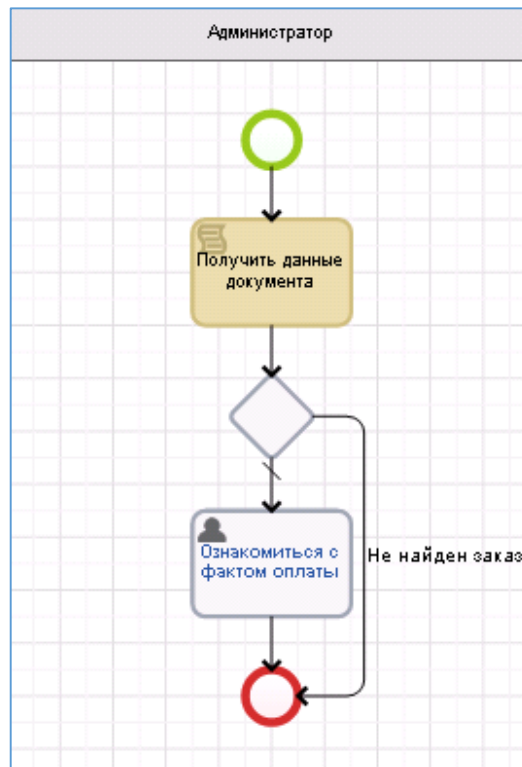 Администратор
Получить данные
документа
Ознакомиться с
фактом оплаты
Не найден заказ